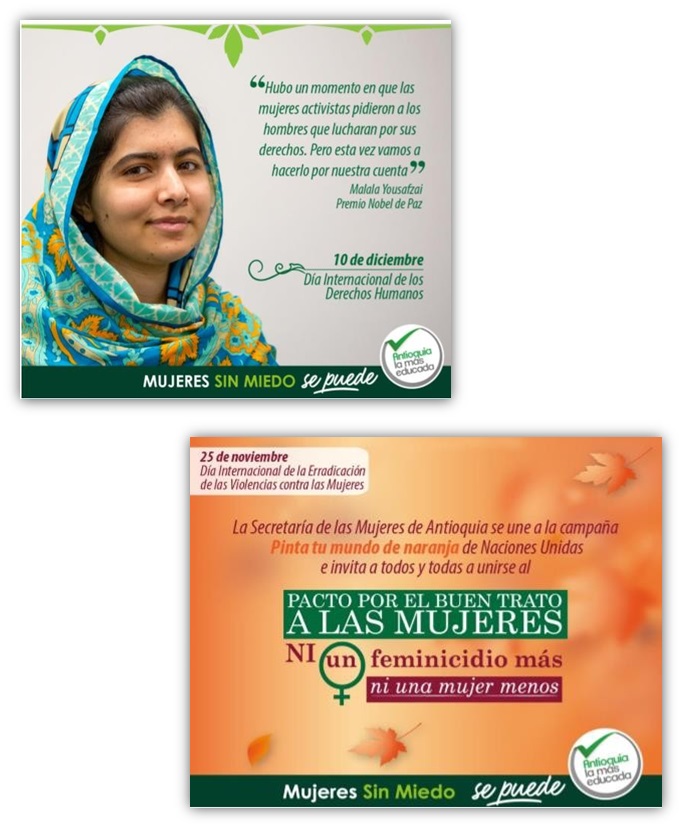 “Hubo un momento en que las
mujeres activistas pidieron a los
hombres que lucharan por sus
derechos. Pero esta vez vamos a
hacerlo por nuestra cuenta”
Malala Yousafzai
Premio Nobel de Paz
10 de diciembre
Día Internacional de los
Derechos Humanos
MUJERES SIN MIEDO se puede
Antioquia
la más
educada
25 de noviembre
Día Internacional de la Erradicación
de las Violencias contra las Mujeres
La Secretaría de las Mujeres de Antioquia se une a la campaña
Pinta tu mundo de naranja de Naciones Unidas
e invita a todos y todas a unirse al
PACTO POR EL BUEN TRATO
A LAS MUJERES
NI un feminicidio más
ni una mujer menos
Mujeres Sin Miedo se puede
Antioquia
la más
educada